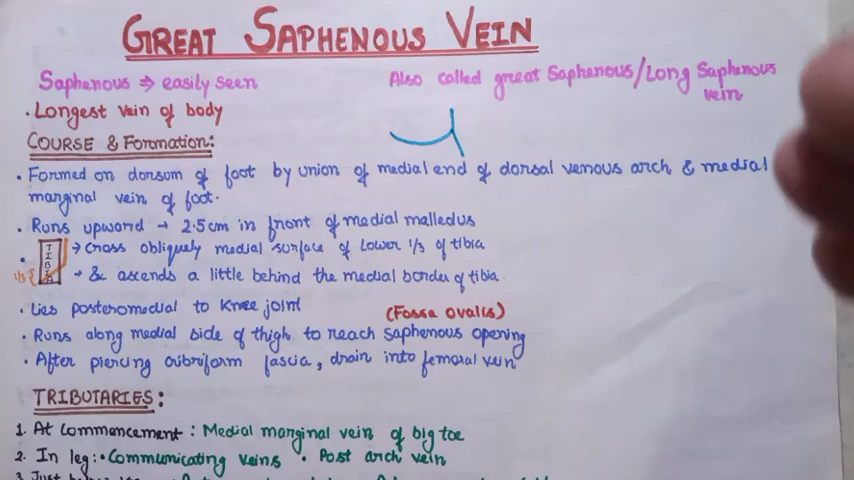 GREAT SAPHENOUS VEIN
Saphenous ⇒ easily seen
Also called great saphenous/Long saphenous
vein
• Longest vein of body
COURSE & Formation:
• Formed on dorsum of foot by union of medial end of dorsal venous arch & medial
marginal vein of foot.
• Runs upward → 2.5cm in front of medial malleolus
• TIBIA → Cross obliquely medial surface of lower 1/3 of tibia
1/3 { → & ascends a little behind the medial border of tibia.
• Lies posteromedial to knee joint
(Fossa ovalis)
• Runs along medial side of thigh to reach saphenous opening
• After piercing cribriform fascia, drain into femoral vein
TRIBUTARIES:
1. At commencement : Medial marginal vein of big toe
2. In leg: • Communicating veins • Post arch vein